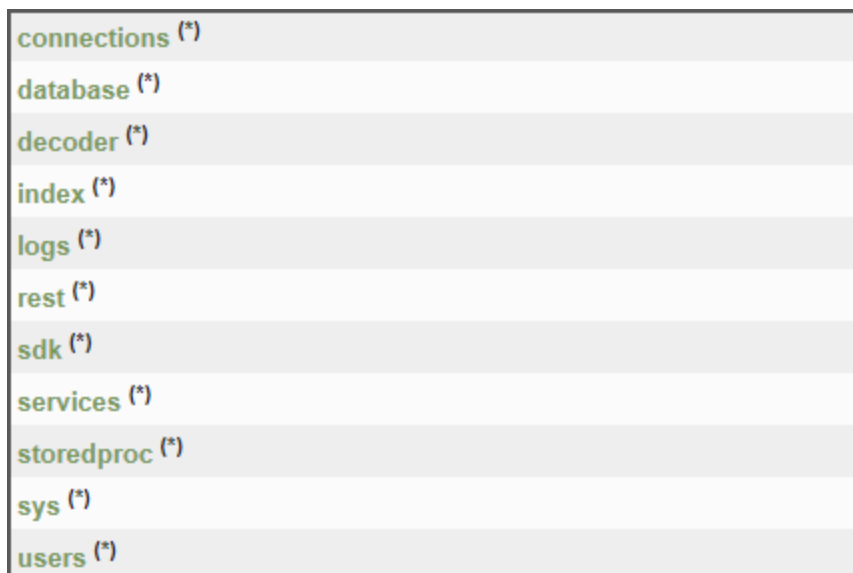 connections (*)
database (*)
decoder (*)
index (*)
logs (*)
rest (*)
sdk (*)
services (*)
storedproc (*)
sys (*)
users (*)